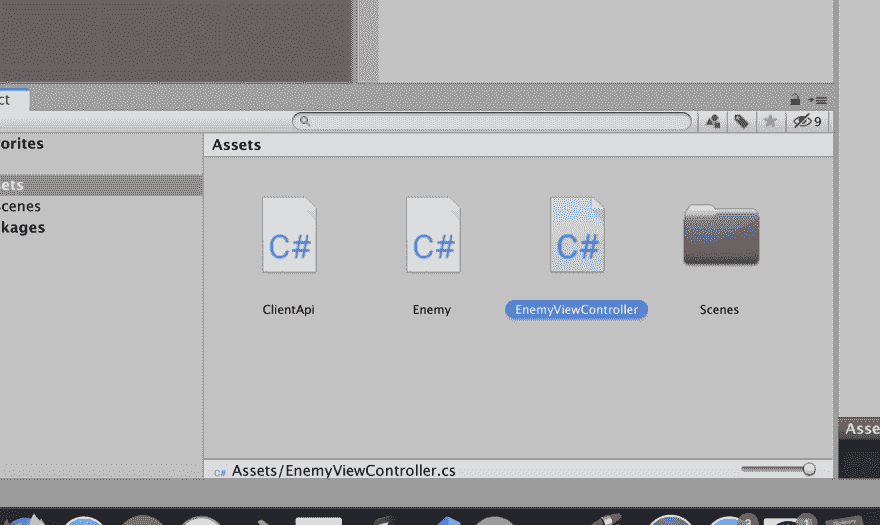 ct
9
orites
Assets
ets
cenes
kages
C#
C#
C#
ClientApi
Enemy
EnemyViewController
Scenes
Asse
C# Assets/EnemyViewController.cs
3
1